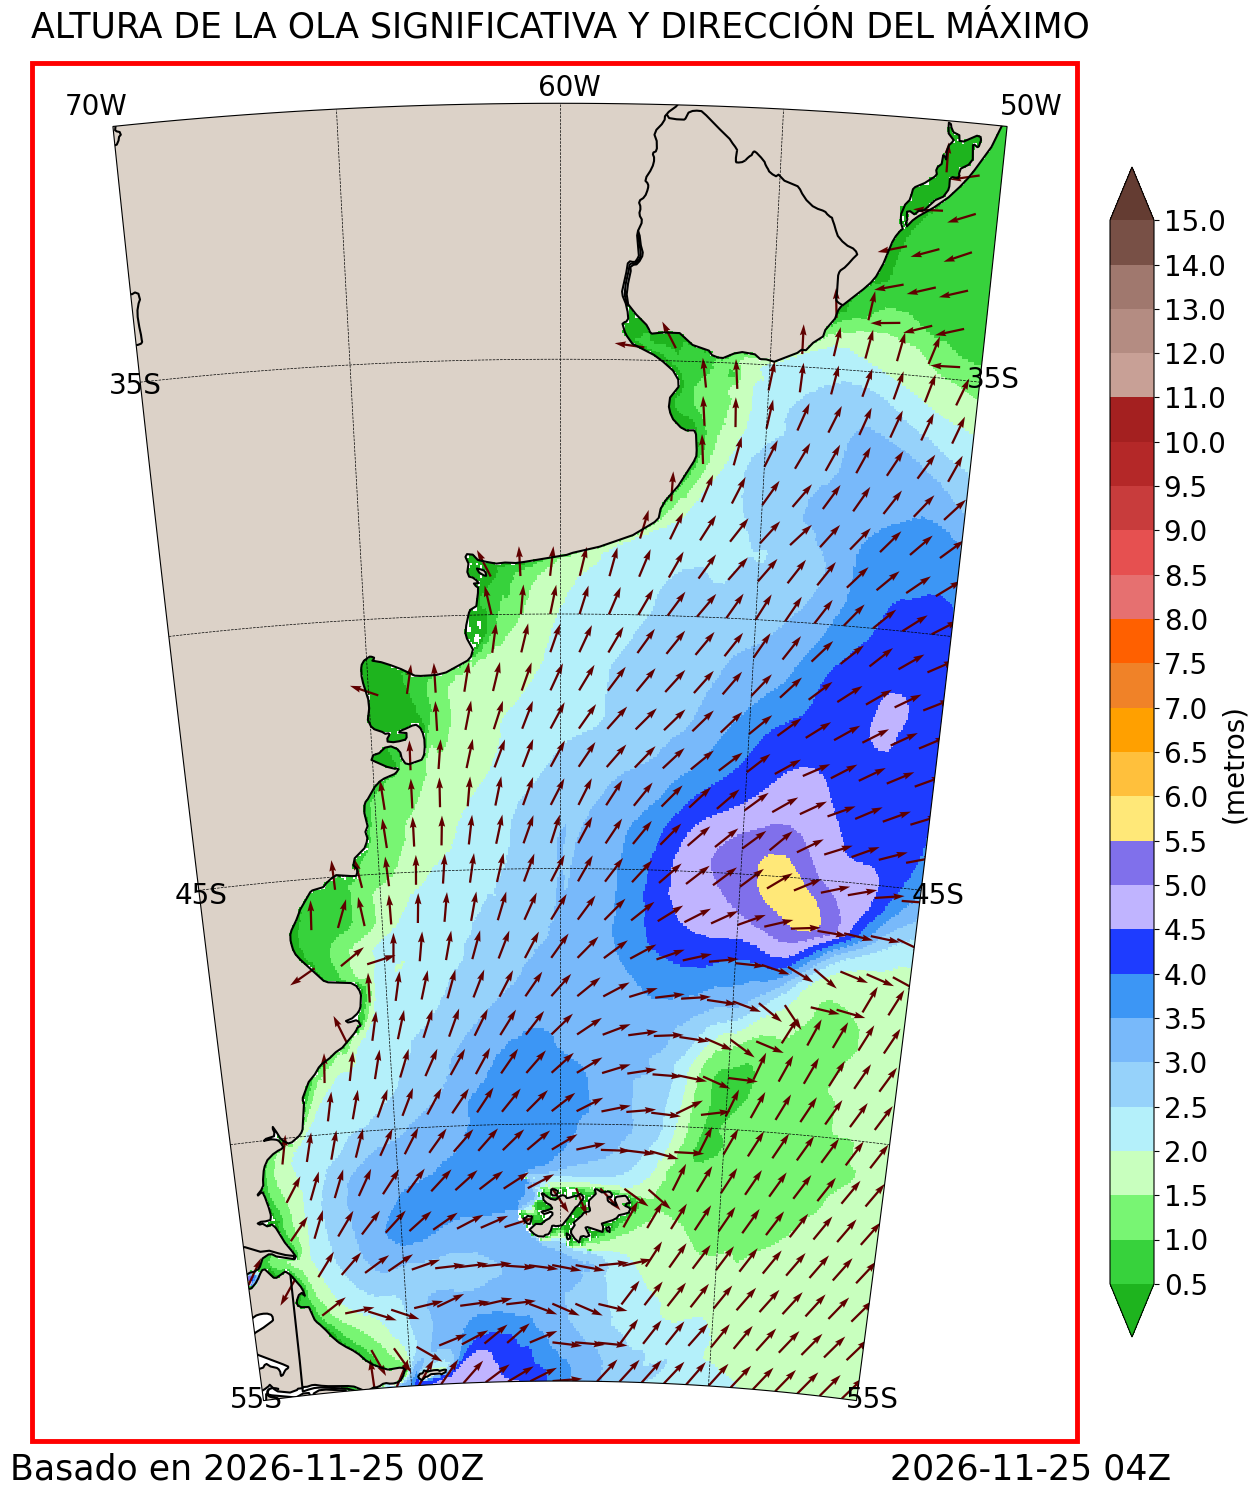 ALTURA DE LA OLA SIGNIFICATIVA Y DIRECCIÓN DEL MÁXIMO
70W
60W
50W
35S
35S
45S
45S
55S
55S
15.0
14.0
13.0
12.0
11.0
10.0
9.5
9.0
8.5
8.0
7.5
7.0
6.5
6.0
5.5
5.0
4.5
4.0
3.5
3.0
2.5
2.0
1.5
1.0
0.5
(metros)
Basado en 2026-11-25 00Z
2026-11-25 04Z